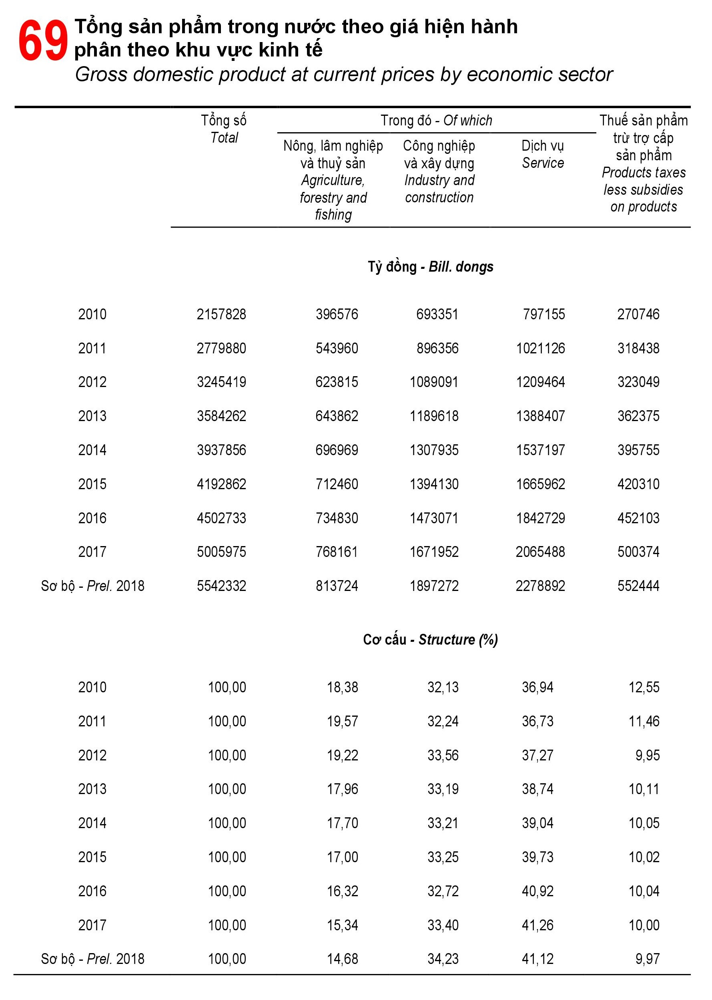 69
Tổng sản phẩm trong nước theo giá hiện hành
phân theo khu vực kinh tế
Gross domestic product at current prices by economic sector
Tổng số Trong đó - Of which Thuế sản phẩm
Total trừ trợ cấp
Nông, lâm nghiệp Công nghiệp Dịch vụ sản phẩm
và thuỷ sản và xây dựng Service Products taxes
Agriculture, Industry and less subsidies
forestry and construction on products
fishing
Tỷ đồng - Bill. dongs
2010 2157828 396576 693351 797155 270746
2011 2779880 543960 896356 1021126 318438
2012 3245419 623815 1089091 1209464 323049
2013 3584262 643862 1189618 1388407 362375
2014 3937856 696969 1307935 1537197 395755
2015 4192862 712460 1394130 1665962 420310
2016 4502733 734830 1473071 1842729 452103
2017 5005975 768161 1671952 2065488 500374
Sơ bộ - Prel. 2018 5542332 813724 1897272 2278892 552444
Cơ cấu - Structure (%)
2010 100,00 18,38 32,13 36,94 12,55
2011 100,00 19,57 32,24 36,73 11,46
2012 100,00 19,22 33,56 37,27 9,95
2013 100,00 17,96 33,19 38,74 10,11
2014 100,00 17,70 33,21 39,04 10,05
2015 100,00 17,00 33,25 39,73 10,02
2016 100,00 16,32 32,72 40,92 10,04
2017 100,00 15,34 33,40 41,26 10,00
Sơ bộ - Prel. 2018 100,00 14,68 34,23 41,12 9,97